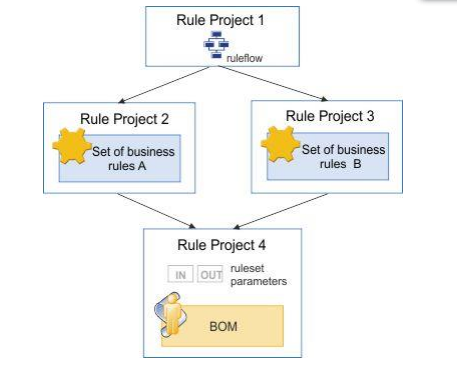 Rule Project 1
ruleflow
Rule Project 2
Set of business
rules A
Rule Project 3
Set of business
rules B
Rule Project 4
IN OUT ruleset
parameters
BOM